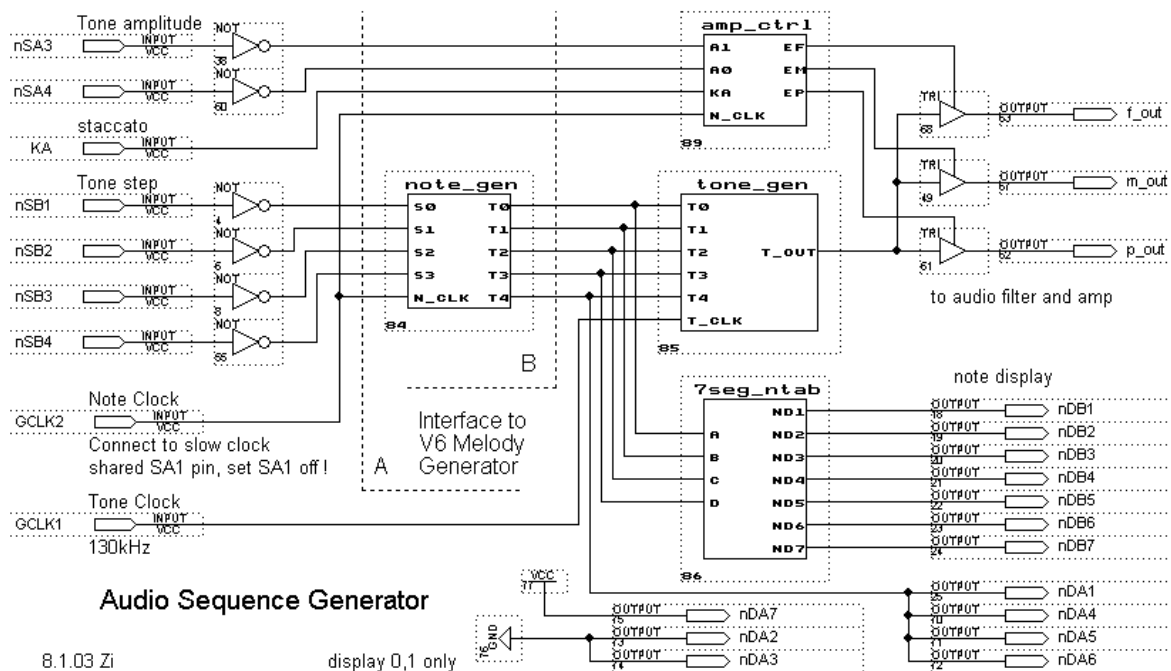 Tone amplitude
nSA3 INPUT VCC NOT 38
nSA4 INPUT VCC NOT 60
staccato
KA INPUT VCC
Tone step
nSB1 INPUT VCC NOT 4
nSB2 INPUT VCC NOT 6
nSB3 INPUT VCC NOT 8
nSB4 INPUT VCC NOT
Note Clock
GCLK2 INPUT VCC
Connect to slow clock
shared SA1 pin, set SA1 off !
Tone Clock
GCLK1 INPUT VCC
130kHz
Audio Sequence Generator
8.1.03 Zi
display 0,1 only
A
B
Interface to
V6 Melody
Generator
amp_ctrl
A1 EF
A0 EM
KA EP
N_CLK
89
note_gen
S0 T0
S1 T1
S2 T2
S3 T3
N_CLK T4
84
tone_gen
T0
T1
T2 T_OUT
T3
T4
T_CLK
85
7seg_ntab
ND1
A ND2
B ND3
C ND4
D ND5
ND6
ND7
86
TRI 68 OUTPUT f_out
TRI 49 OUTPUT m_out
TRI 61 OUTPUT 62 p_out
to audio filter and amp
note display
OUTPUT 18 nDB1
OUTPUT 19 nDB2
OUTPUT 20 nDB3
OUTPUT 21 nDB4
OUTPUT 22 nDB5
OUTPUT 23 nDB6
OUTPUT 24 nDB7
VCC 77
OUTPUT 75 nDA7
GND 76
OUTPUT 73 nDA2
OUTPUT 74 nDA3
OUTPUT 25 nDA1
OUTPUT 70 nDA4
OUTPUT 71 nDA5
OUTPUT 72 nDA6